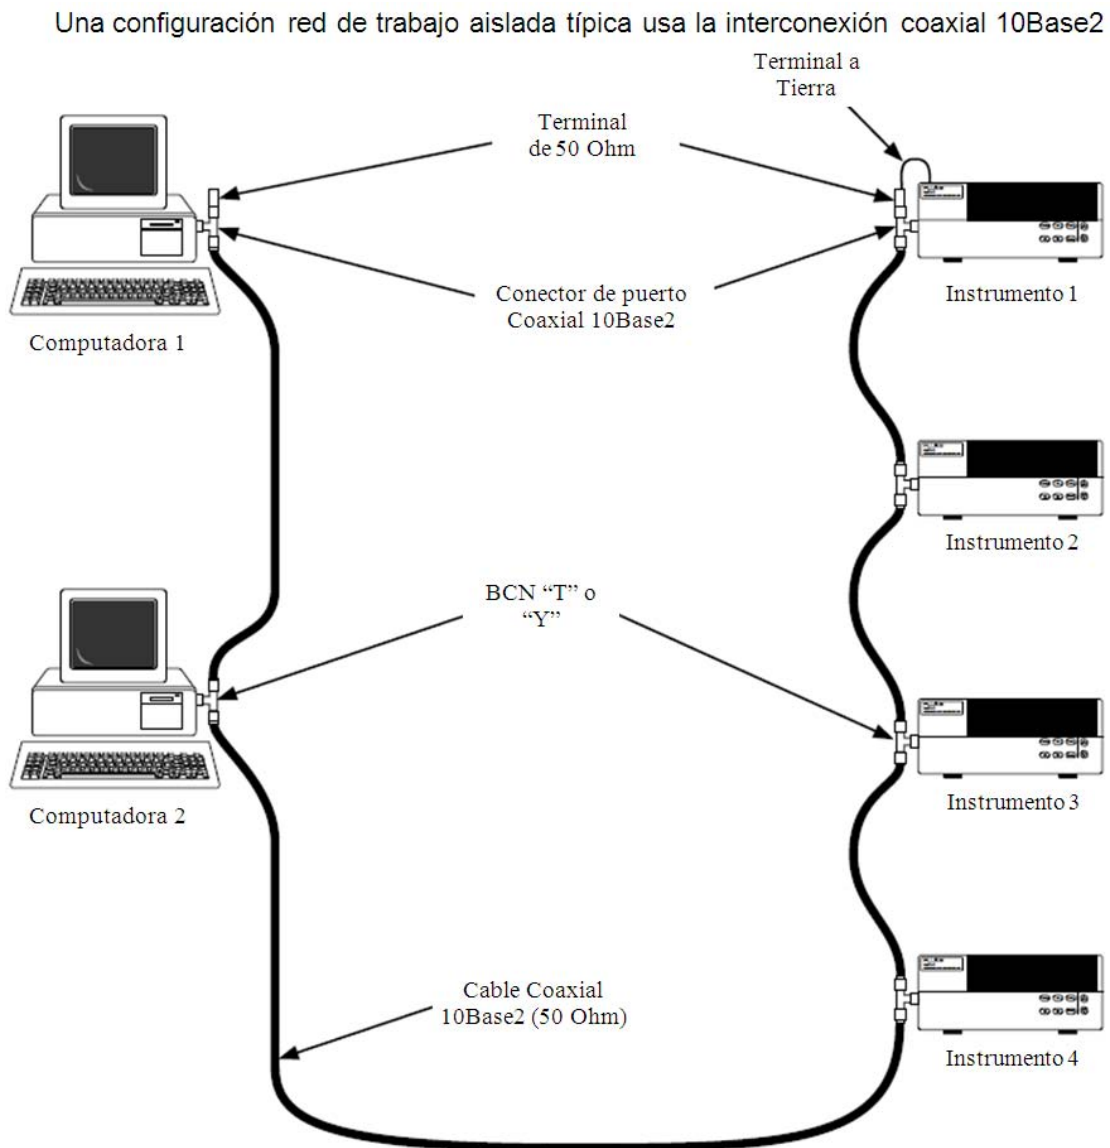 Una configuración red de trabajo aislada típica usa la interconexión coaxial 10Base2
Terminal a
Tierra
Terminal
de 50 Ohm
Conector de puerto
Coaxial 10Base2
Computadora 1
Instrumento 1
Instrumento 2
BCN “T” o
“Y”
Computadora 2
Instrumento 3
Cable Coaxial
10Base2 (50 Ohm)
Instrumento 4